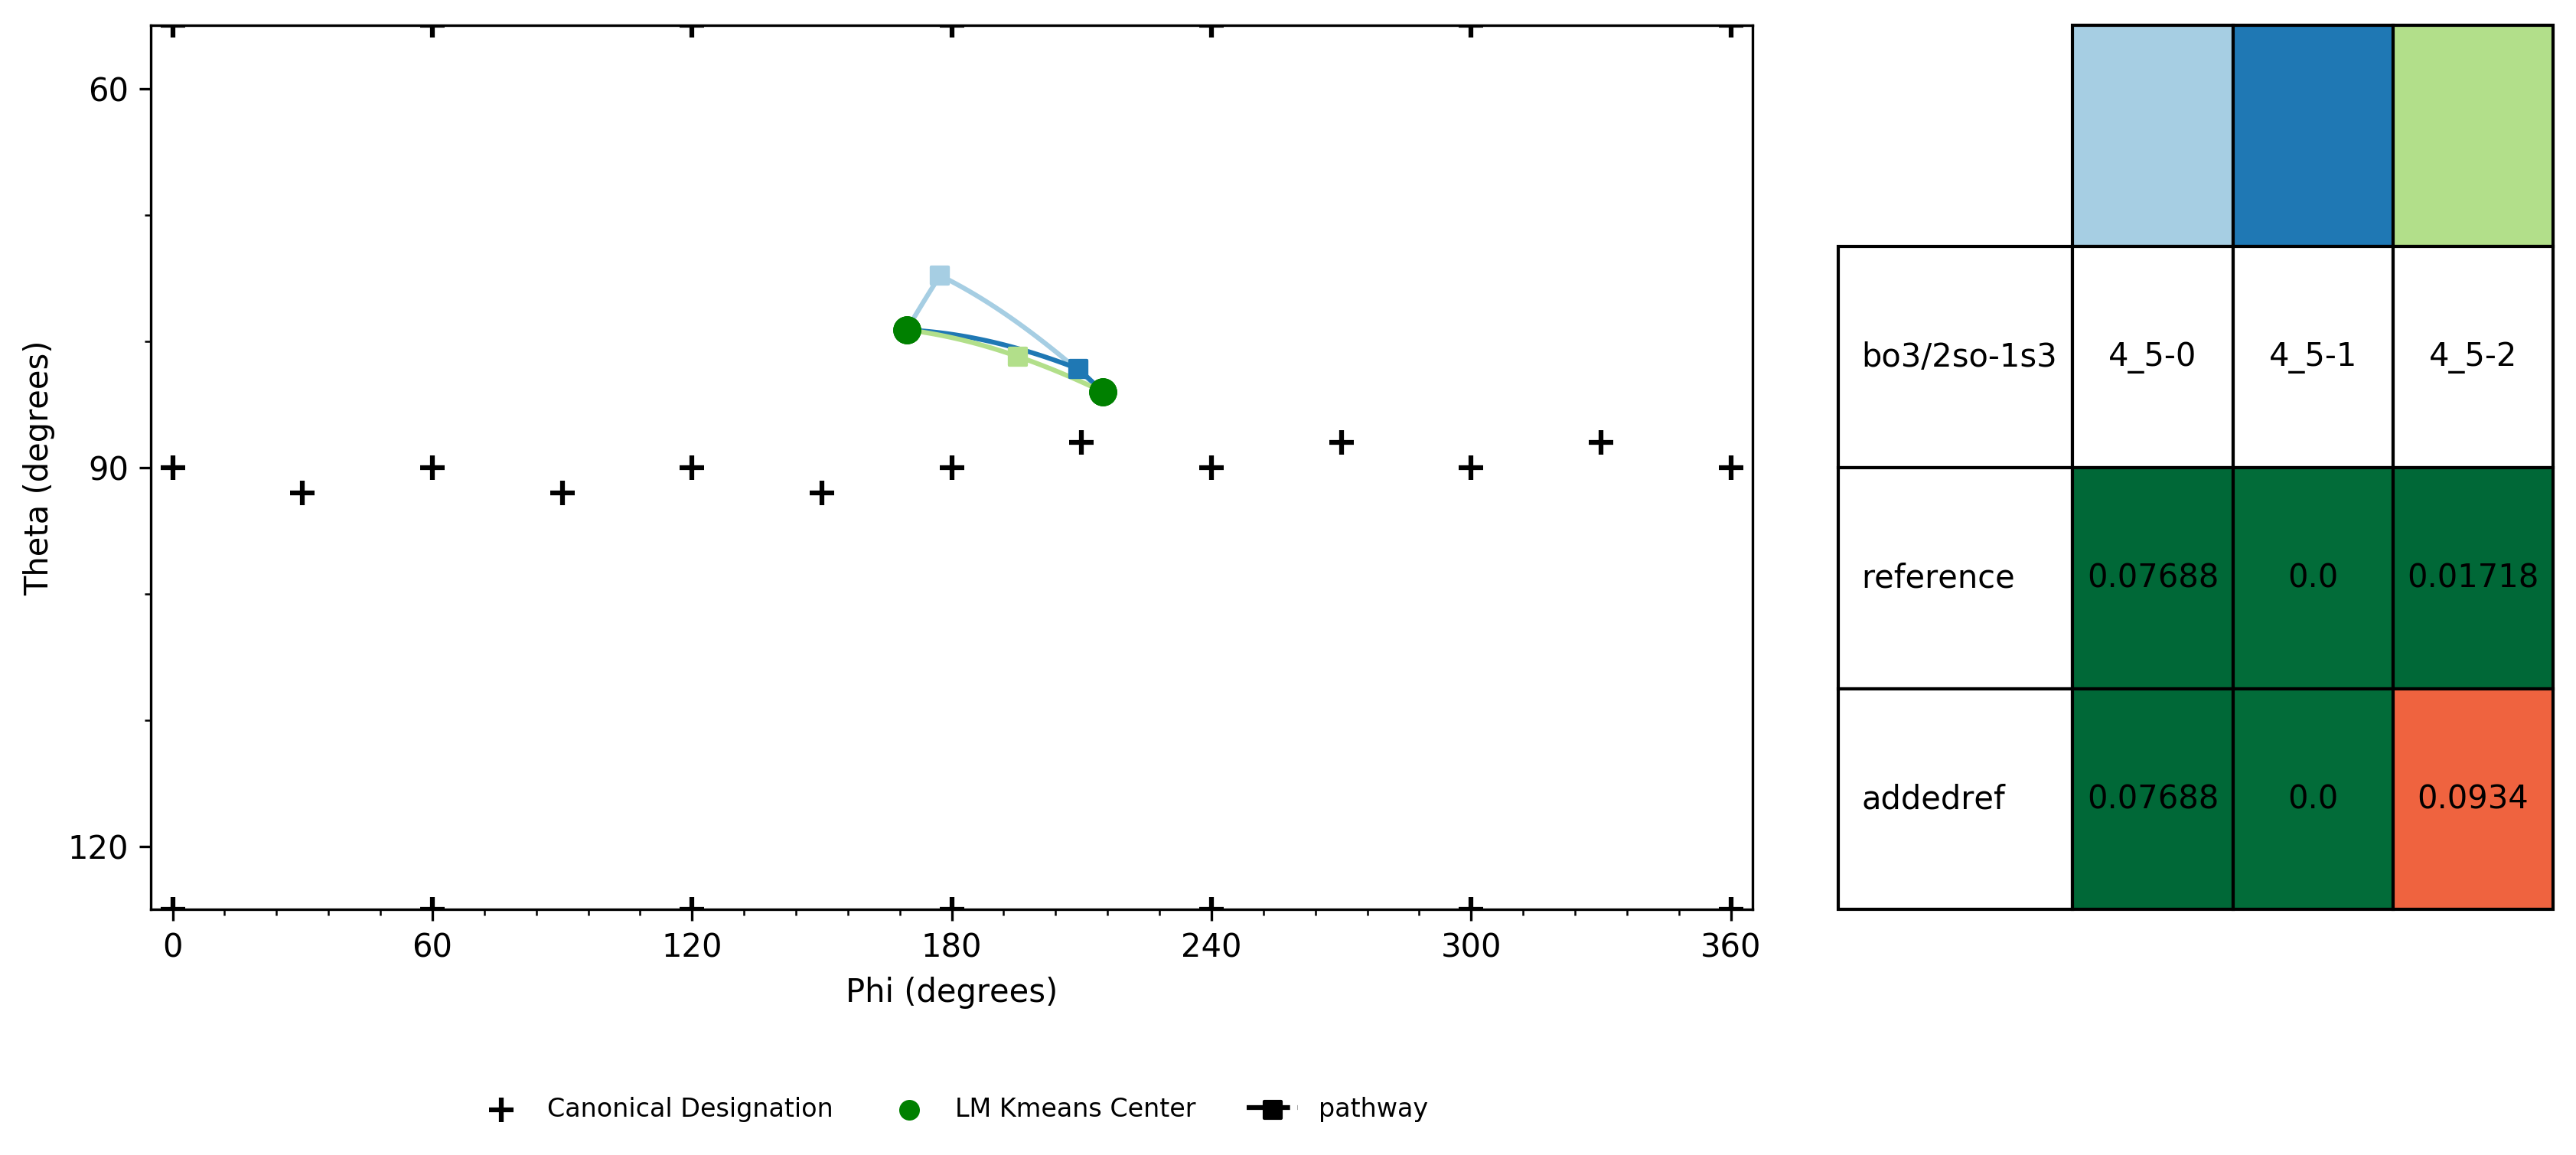 Theta (degrees)
60
90
120
0 60 120 180 240 300 360
Phi (degrees)
Canonical Designation LM Kmeans Center pathway
bo3/2so-1s3 4_5-0 4_5-1 4_5-2
reference 0.07688 0.0 0.01718
addedref 0.07688 0.0 0.0934